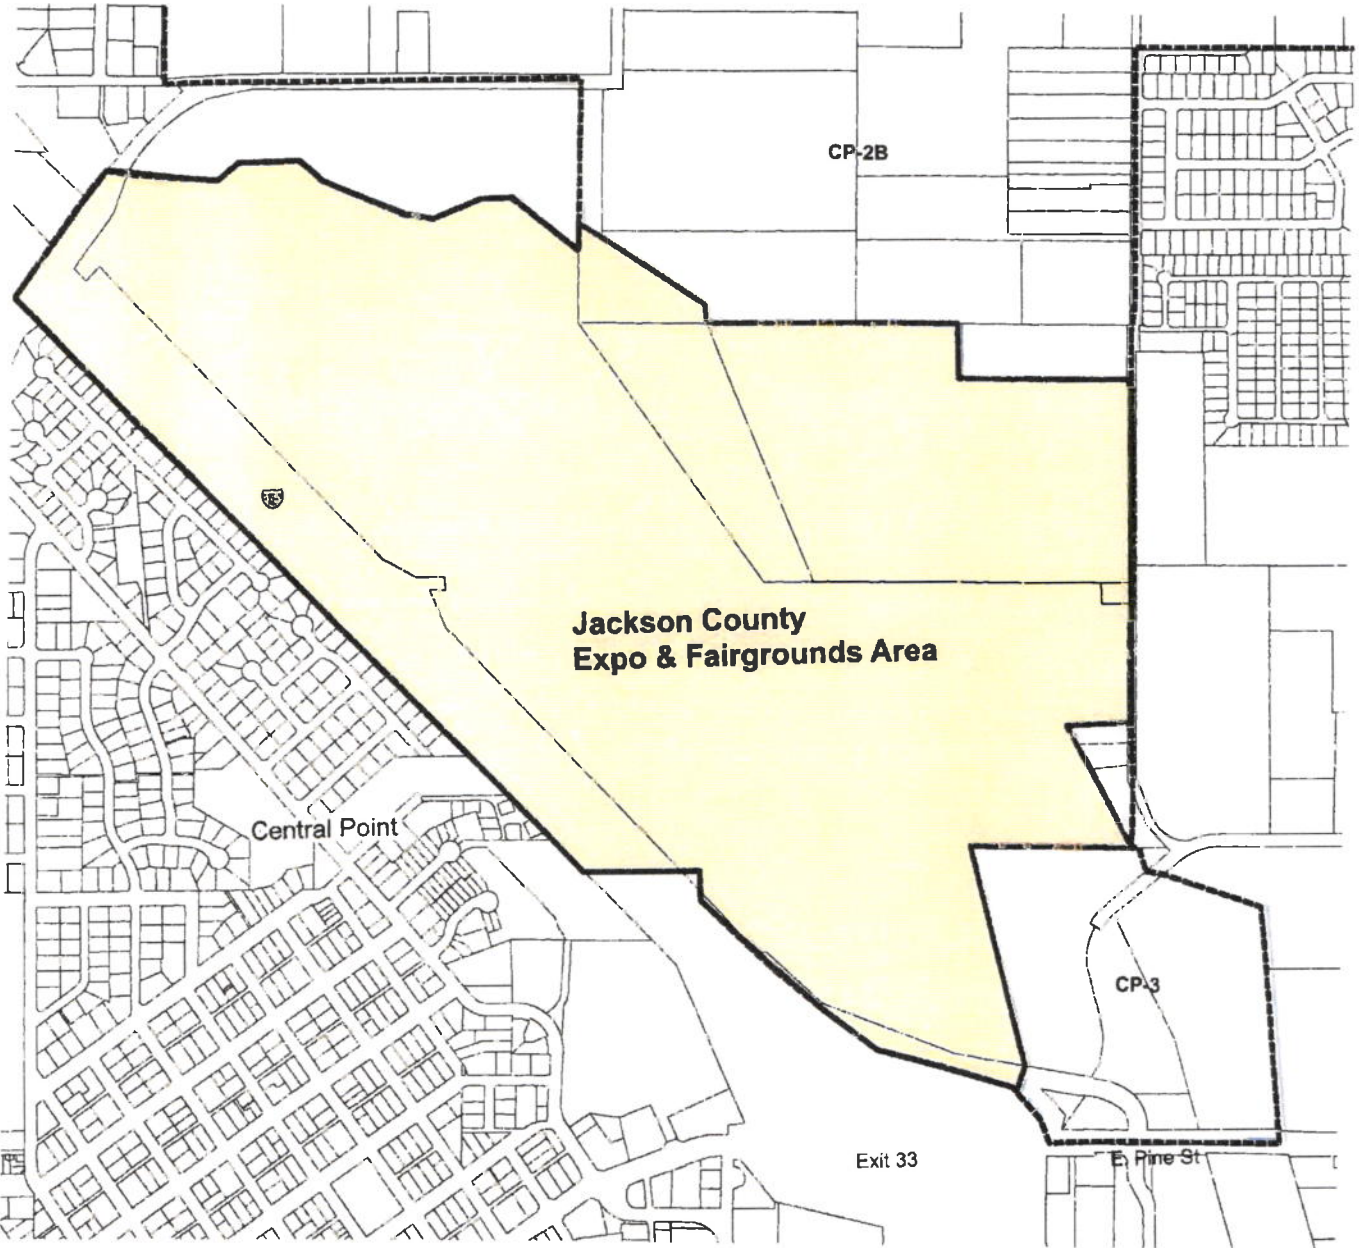 CP-2B
Jackson County
Expo & Fairgrounds Area
Central Point
CP-3
Exit 33
E. Pine St